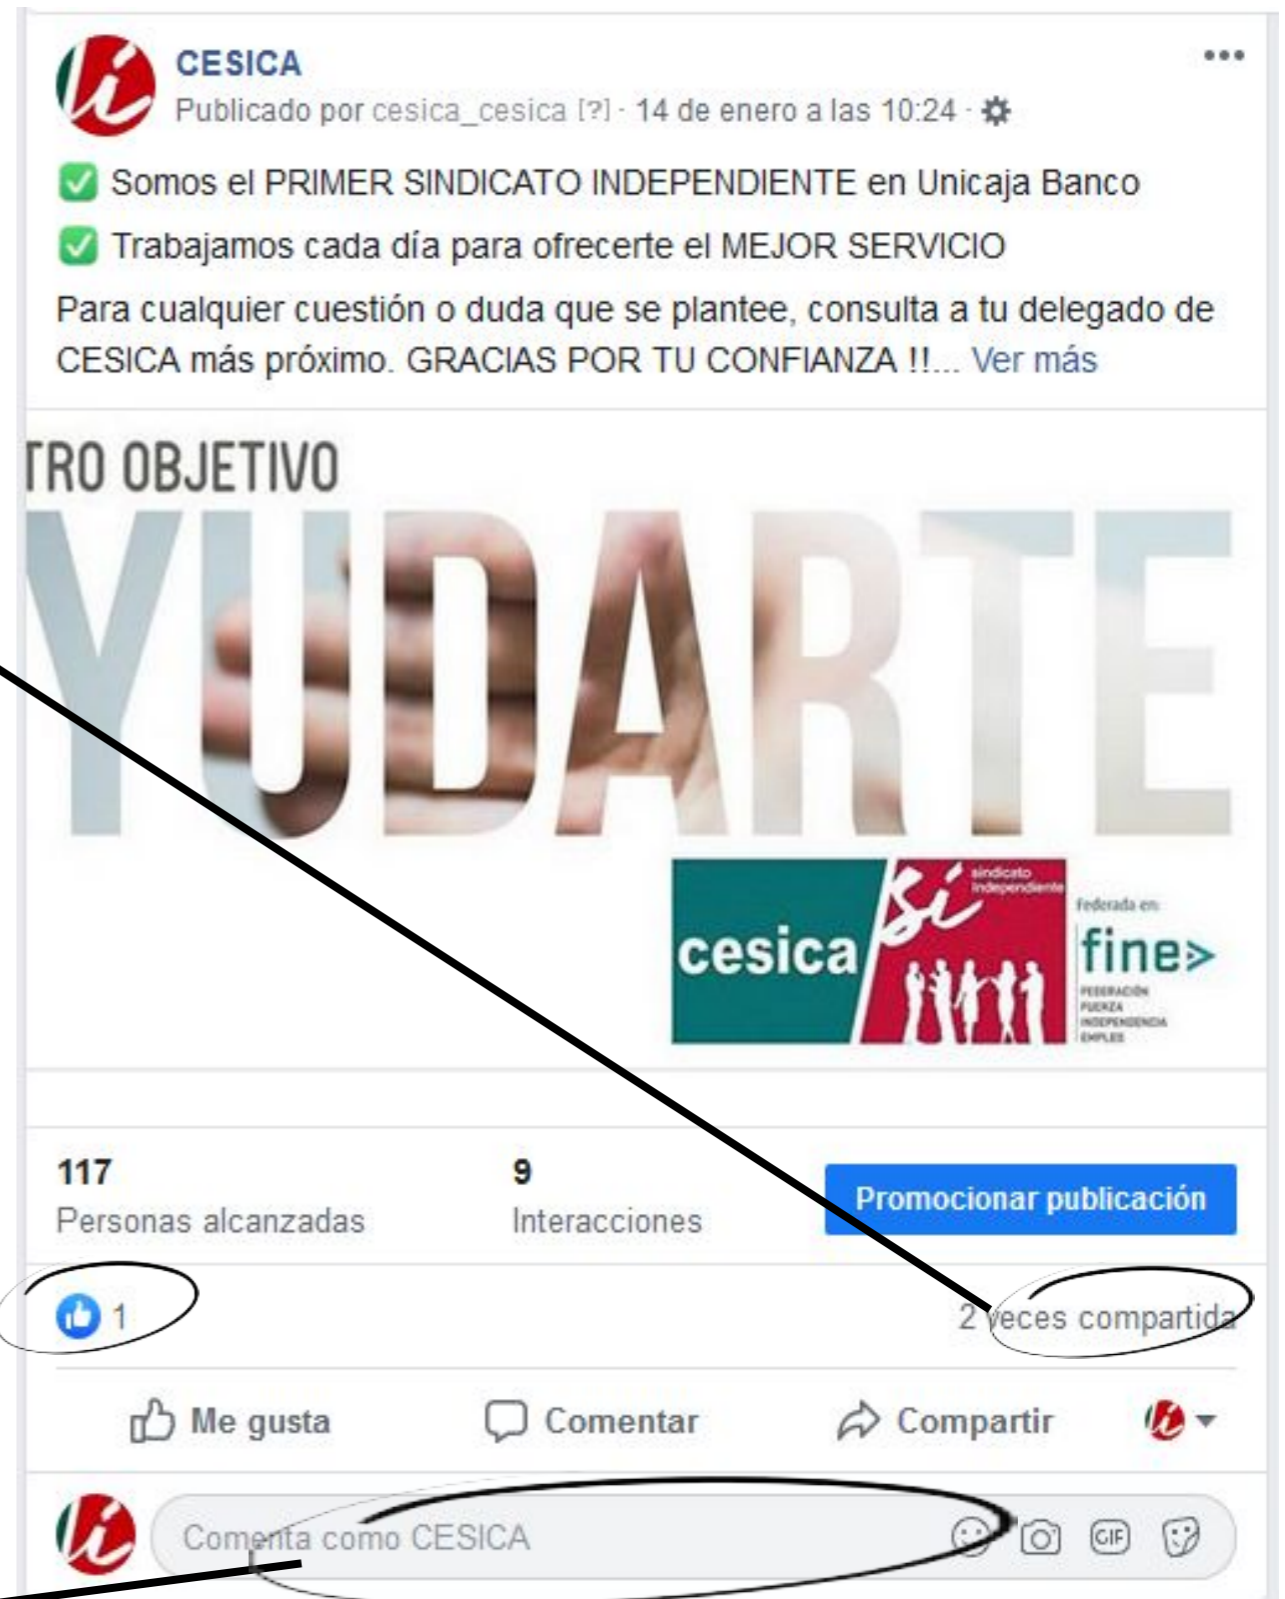 CESICA
Publicado por cesica_cesica [?] · 14 de enero a las 10:24 ·
Somos el PRIMER SINDICATO INDEPENDIENTE en Unicaja Banco
Trabajamos cada día para ofrecerte el MEJOR SERVICIO
Para cualquier cuestión o duda que se plantee, consulta a tu delegado de
CESICA más próximo. GRACIAS POR TU CONFIANZA !!... Ver más
TRO OBJETIVO
YUDARTE
cesica
sí
sindicato
independiente
Federada en:
fine>
FEDERACIÓN
FUERZA
INDEPENDENCIA
EMPLEO
117
Personas alcanzadas
9
Interacciones
Promocionar publicación
1
2 veces compartida
Me gusta
Comentar
Compartir
Comenta como CESICA
GIF